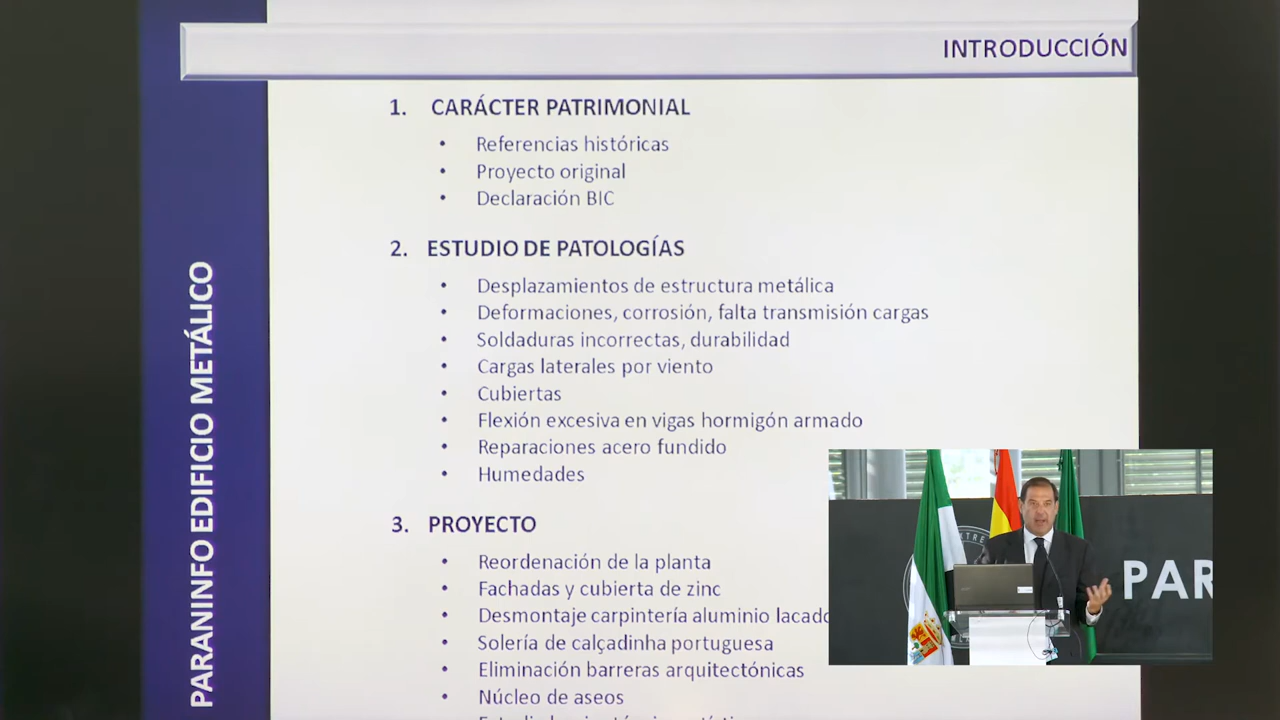 INTRODUCCIÓN
1. CARÁCTER PATRIMONIAL
• Referencias históricas
• Proyecto original
• Declaración BIC
2. ESTUDIO DE PATOLOGÍAS
• Desplazamientos de estructura metálica
• Deformaciones, corrosión, falta transmisión cargas
• Soldaduras incorrectas, durabilidad
• Cargas laterales por viento
• Cubiertas
• Flexión excesiva en vigas hormigón armado
• Reparaciones acero fundido
• Humedades
3. PROYECTO
• Reordenación de la planta
• Fachadas y cubierta de zinc
• Desmontaje carpintería aluminio lacado
• Solería de calçadinha portuguesa
• Eliminación barreras arquitectónicas
• Núcleo de aseos
PARANINFO EDIFICIO METÁLICO
PAR